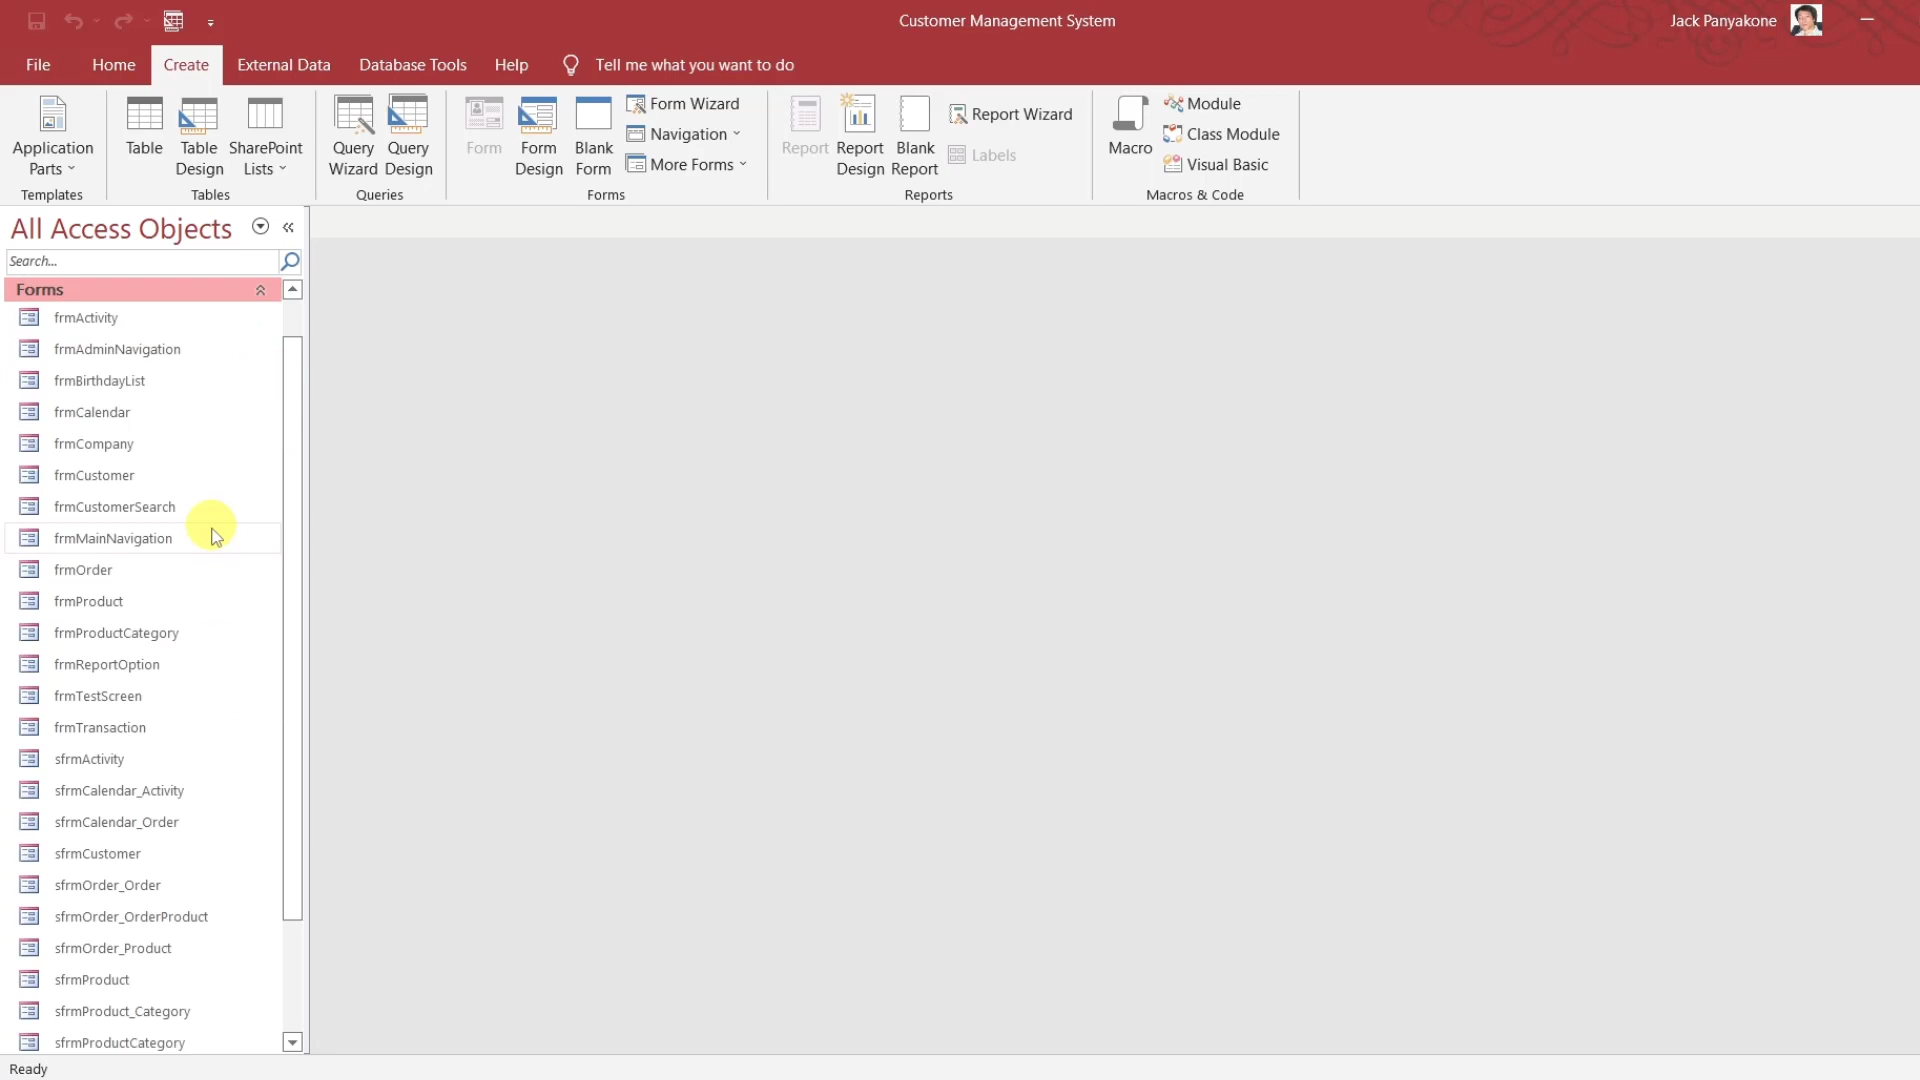 Customer Management System
Jack Panyakone
File Home Create External Data Database Tools Help Tell me what you want to do
Application Parts
Templates
Table
Table Design
SharePoint Lists
Tables
Query Wizard
Query Design
Queries
Form
Form Design
Blank Form
Form Wizard
Navigation
More Forms
Forms
Report
Report Design
Blank Report
Report Wizard
Labels
Reports
Macro
Module
Class Module
Visual Basic
Macros & Code
All Access Objects
Search...
Forms
frmActivity
frmAdminNavigation
frmBirthdayList
frmCalendar
frmCompany
frmCustomer
frmCustomerSearch
frmMainNavigation
frmOrder
frmProduct
frmProductCategory
frmReportOption
frmTestScreen
frmTransaction
sfrmActivity
sfrmCalendar_Activity
sfrmCalendar_Order
sfrmCustomer
sfrmOrder_Order
sfrmOrder_OrderProduct
sfrmOrder_Product
sfrmProduct
sfrmProduct_Category
sfrmProductCategory
Ready